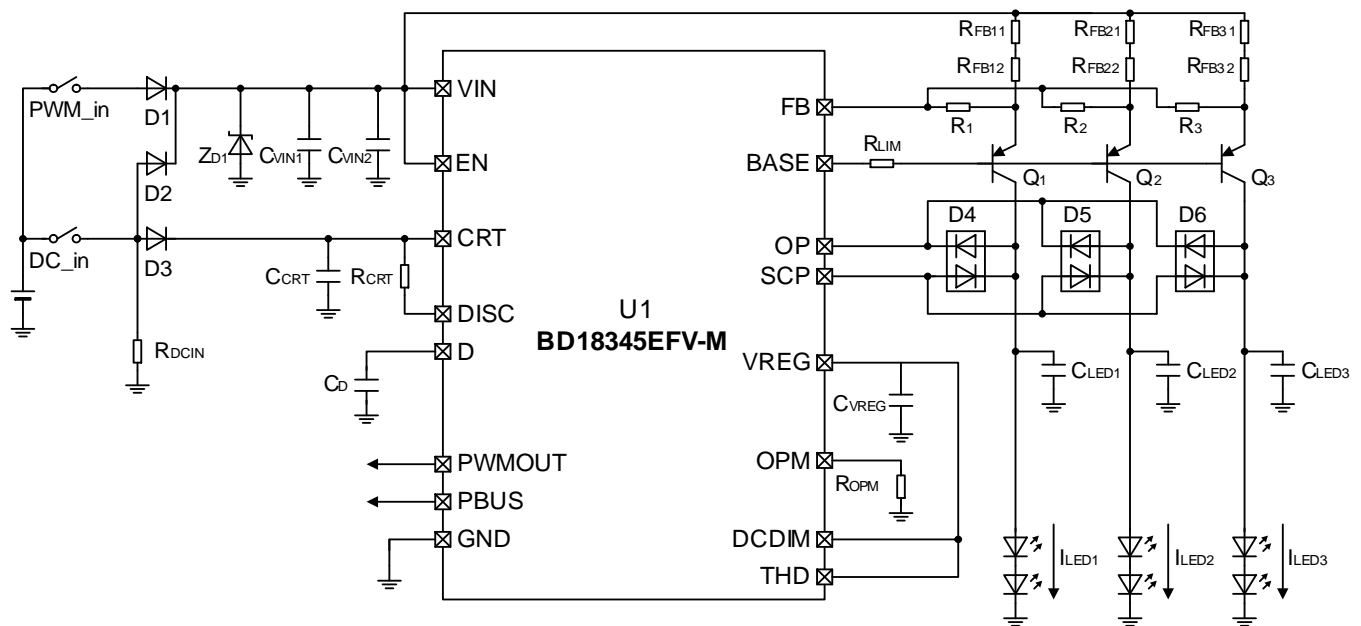 RFB11 RFB21 RFB31
RFB12 RFB22 RFB32
PWM_in D1 VIN FB R1 R2 R3
ZD1 CVIN1 CVIN2
D2 EN BASE RLIM Q1 Q2 Q3
DC_in D3 CRT OP D4 D5 D6
CCRT RCRT SCP
DISC U1
BD18345EFV-M
RDCIN D VREG
CD CVREG CLED1 CLED2 CLED3
PWMOUT OPM
ROPM
PBUS
GND DCDIM ILED1 ILED2 ILED3
THD